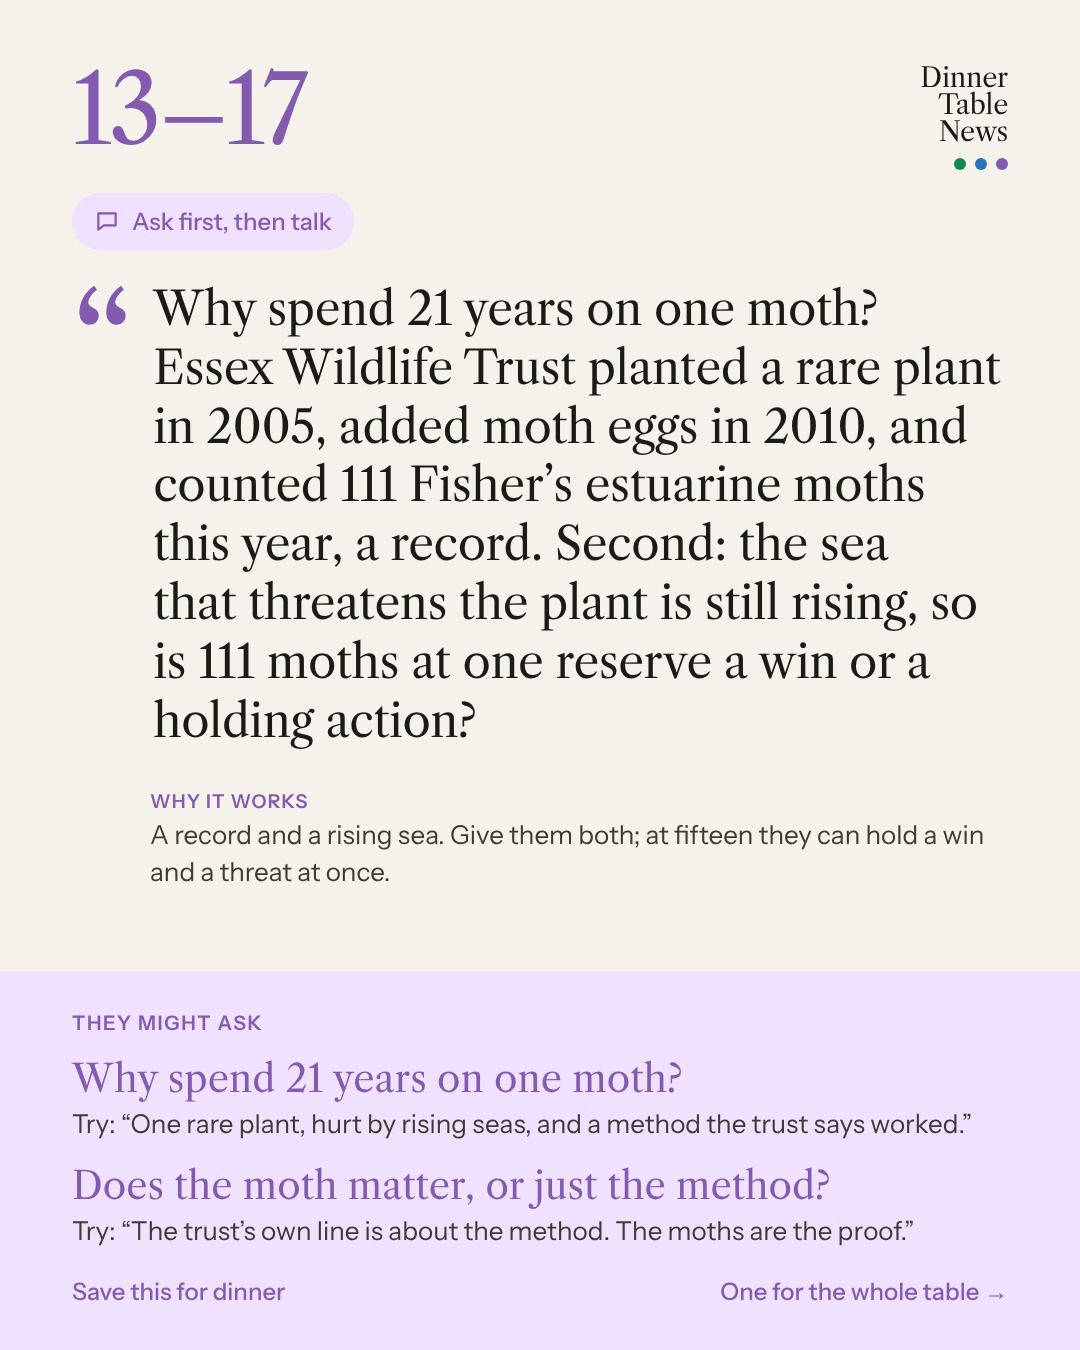 13–17
Dinner
Table
News
Ask first, then talk
“ Why spend 21 years on one moth?
Essex Wildlife Trust planted a rare plant
in 2005, added moth eggs in 2010, and
counted 111 Fisher’s estuarine moths
this year, a record. Second: the sea
that threatens the plant is still rising, so
is 111 moths at one reserve a win or a
holding action?
WHY IT WORKS
A record and a rising sea. Give them both; at fifteen they can hold a win
and a threat at once.
THEY MIGHT ASK
Why spend 21 years on one moth?
Try: “One rare plant, hurt by rising seas, and a method the trust says worked.”
Does the moth matter, or just the method?
Try: “The trust’s own line is about the method. The moths are the proof.”
Save this for dinner
One for the whole table →